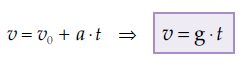 v = v₀ + a · t ⇒ v = g · t